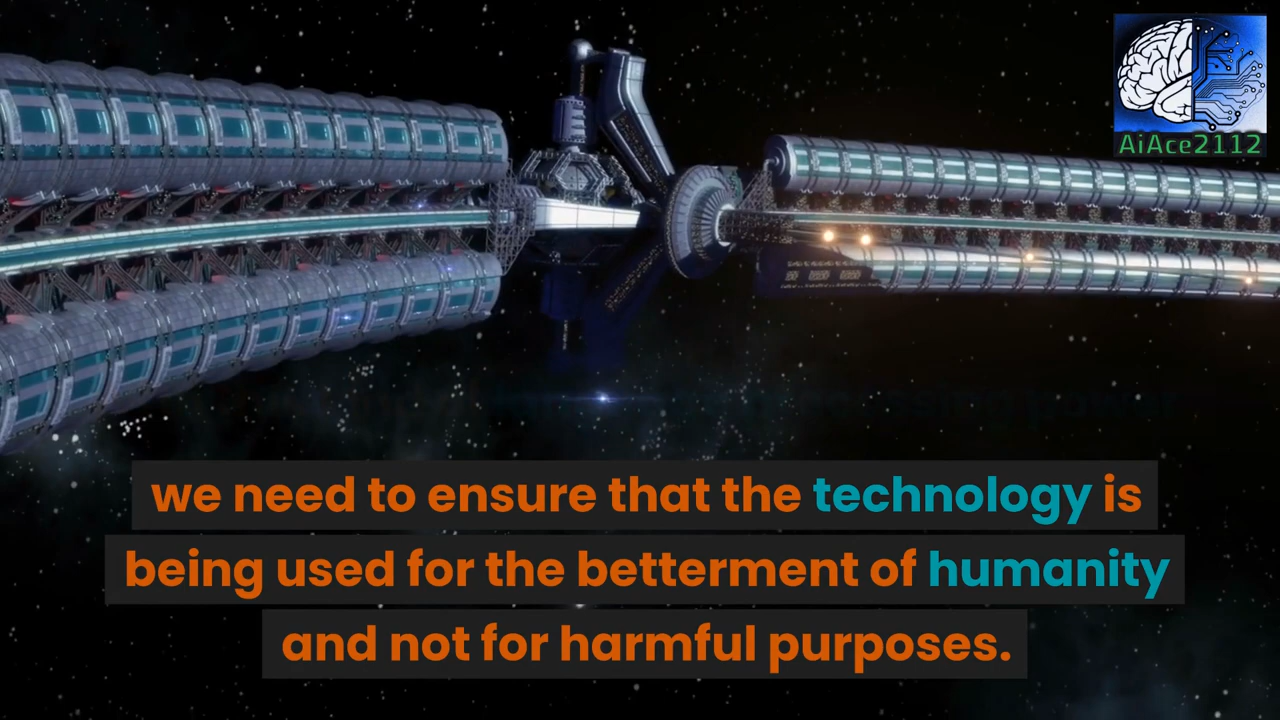 AiAce2112
we need to ensure that the technology is
being used for the betterment of humanity
and not for harmful purposes.